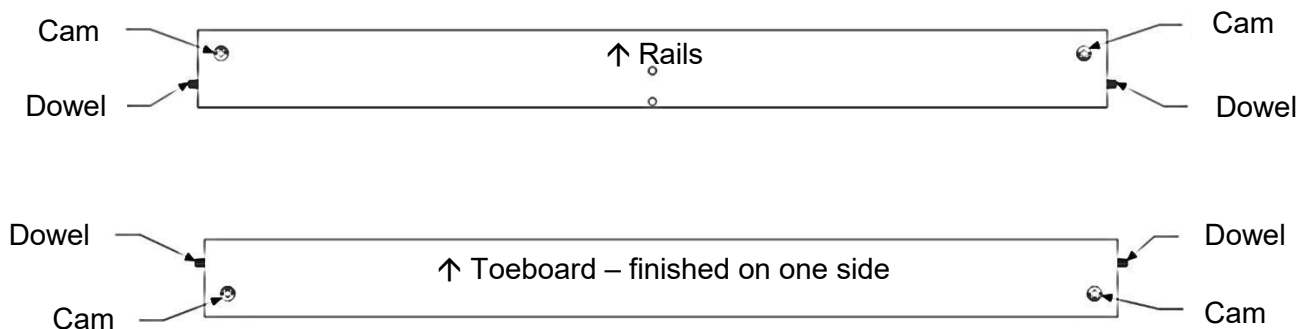 Cam
Cam
↑ Rails
Dowel
Dowel
Dowel
Dowel
↑ Toeboard – finished on one side
Cam
Cam